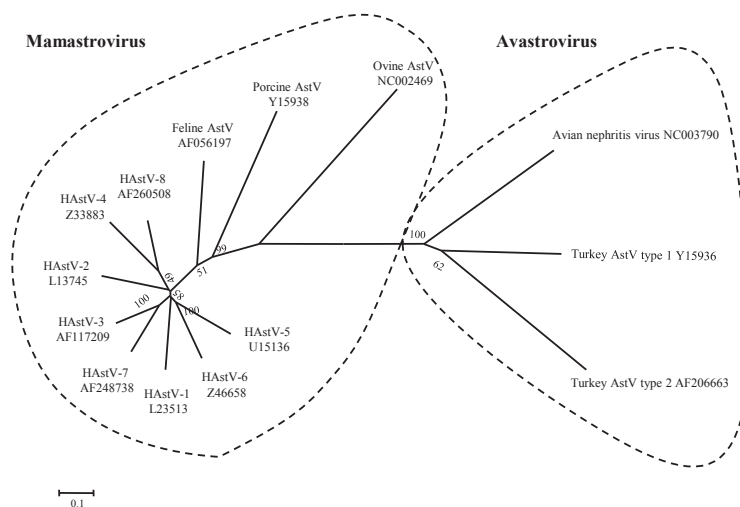 Mamastrovirus
Avastrovirus
Ovine AstV
NC002469
Porcine AstV
Y15938
Feline AstV
AF056197
HAstV-8
AF260508
HAstV-4
Z33883
HAstV-2
L13745
HAstV-3
AF117209
HAstV-7
AF248738
HAstV-1
L23513
HAstV-6
Z46658
HAstV-5
U15136
Avian nephritis virus NC003790
Turkey AstV type 1 Y15936
Turkey AstV type 2 AF206663
100
62
99
51
49
85
100
100
0.1